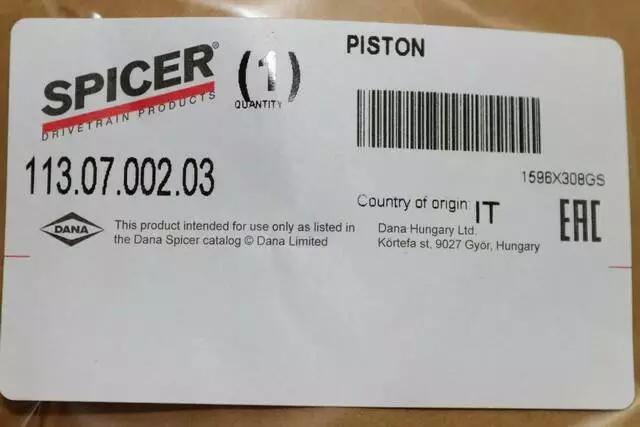 SPICER®
DRIVETRAIN PRODUCTS
(1)
QUANTITY
PISTON
113.07.002.03
1596X308GS
Country of origin: IT
EAC
DANA
This product intended for use only as listed in
the Dana Spicer catalog © Dana Limited
Dana Hungary Ltd.
Körtefa st, 9027 Györ, Hungary